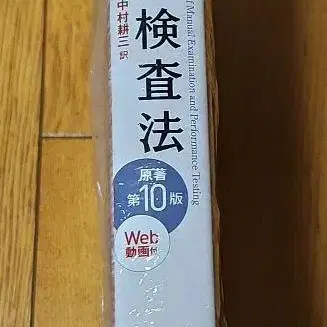 中村耕三 訳
検査法
of Manual Examination and Performance Testing
原著
第10版
Web
動画付